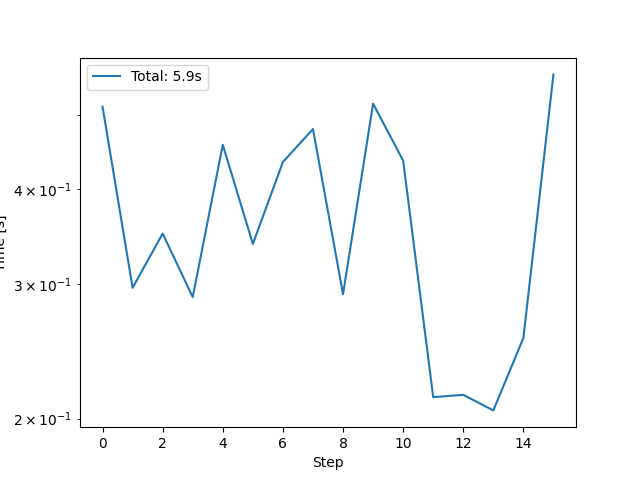 Total: 5.9s
4 × 10⁻¹
3 × 10⁻¹
2 × 10⁻¹
0 2 4 6 8 10 12 14
Step
[s]